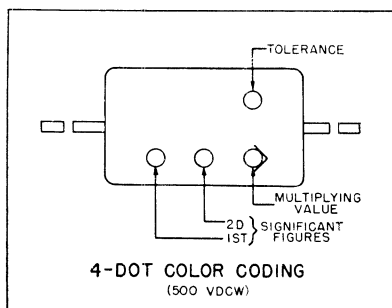 TOLERANCE
MULTIPLYING
VALUE
2D
1ST
SIGNIFICANT
FIGURES
4-DOT COLOR CODING
(500 VDCW)